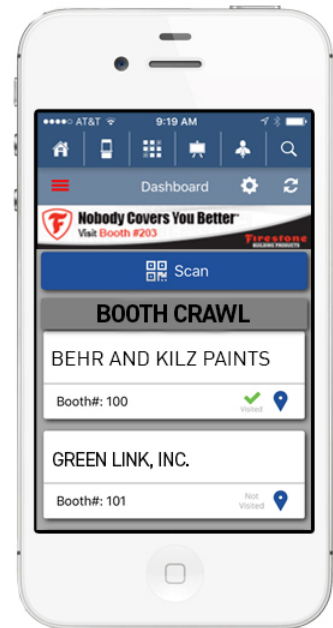 AT&T 9:19 AM
Dashboard
Nobody Covers You Better™
Visit Booth #203
Firestone
BUILDING PRODUCTS
Scan
BOOTH CRAWL
BEHR AND KILZ PAINTS
Booth#: 100
Visited
GREEN LINK, INC.
Booth#: 101
Not
Visited